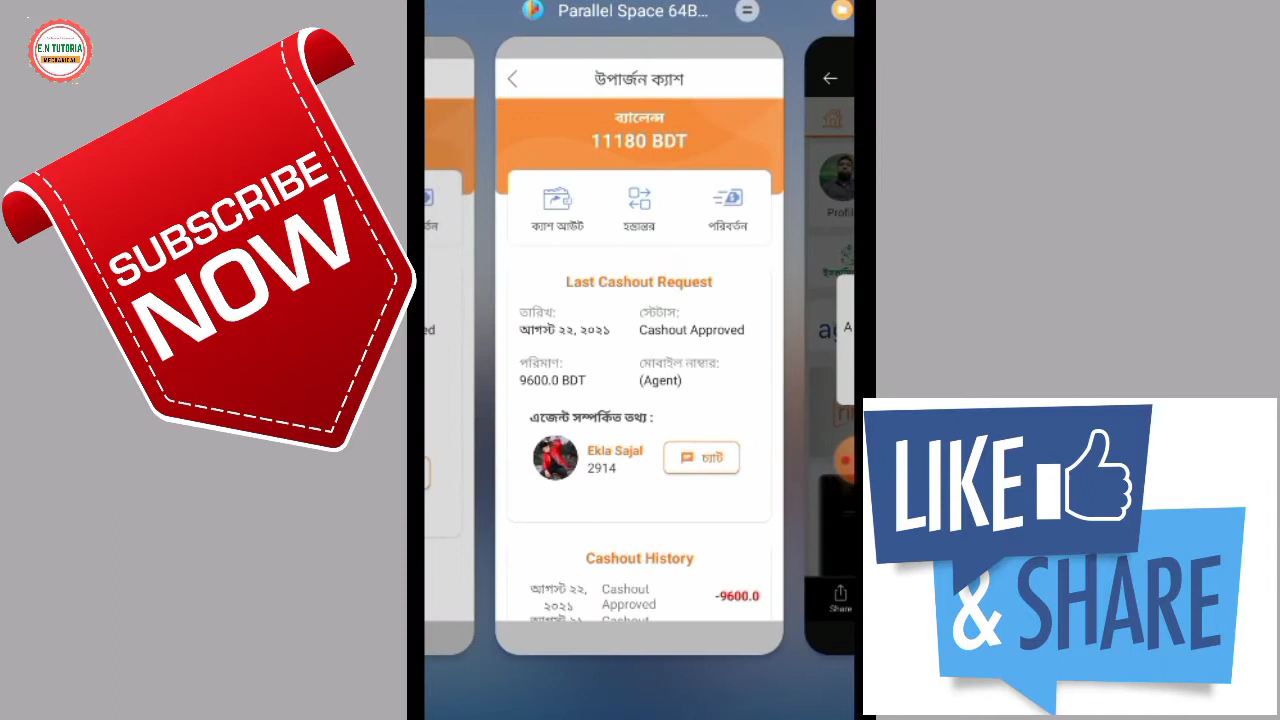 E.N TUTORIA
MECHANICAL
SUBSCRIBE
NOW
Parallel Space 64B...
উপার্জন ক্যাশ
ব্যালেন্স
11180 BDT
ক্যাশ আউট
হস্তান্তর
পরিবর্তন
Last Cashout Request
তারিখ:
স্টেটাস:
আগস্ট ২২, ২০২১
Cashout Approved
পরিমাণ:
মোবাইল নাম্বার:
9600.0 BDT
(Agent)
এজেন্ট সম্পর্কিত তথ্য :
Ekla Sajal
2914
চ্যাট
Cashout History
আগস্ট ২২,
২০২১
Cashout
Approved
-9600.0
Share
LIKE
& SHARE